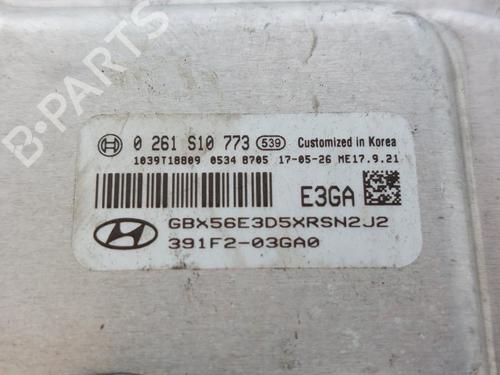 0 261 S10 773 539 Customized in Korea
1039T18809 0534 8705 17-05-26 ME17.9.21
E3GA
GBX56E3D5XRSN2J2
391F2-03GA0
B-PARTS